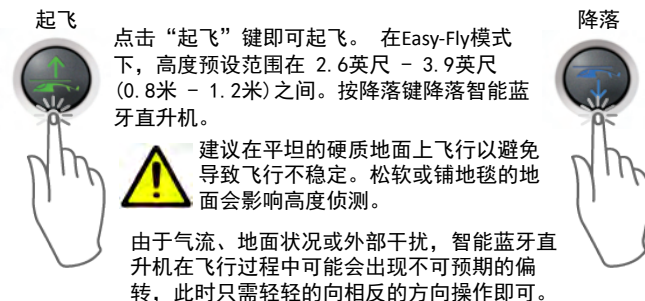 起飞
降落
点击“起飞”键即可起飞。 在Easy-Fly模式
下，高度预设范围在 2.6英尺 - 3.9英尺
(0.8米 - 1.2米)之间。按降落键降落智能蓝
牙直升机。
建议在平坦的硬质地面上飞行以避免
导致飞行不稳定。松软或铺地毯的地
面会影响高度侦测。
由于气流、地面状况或外部干扰，智能蓝牙直
升机在飞行过程中可能会出现不可预期的偏
转，此时只需轻轻的向相反的方向操作即可。